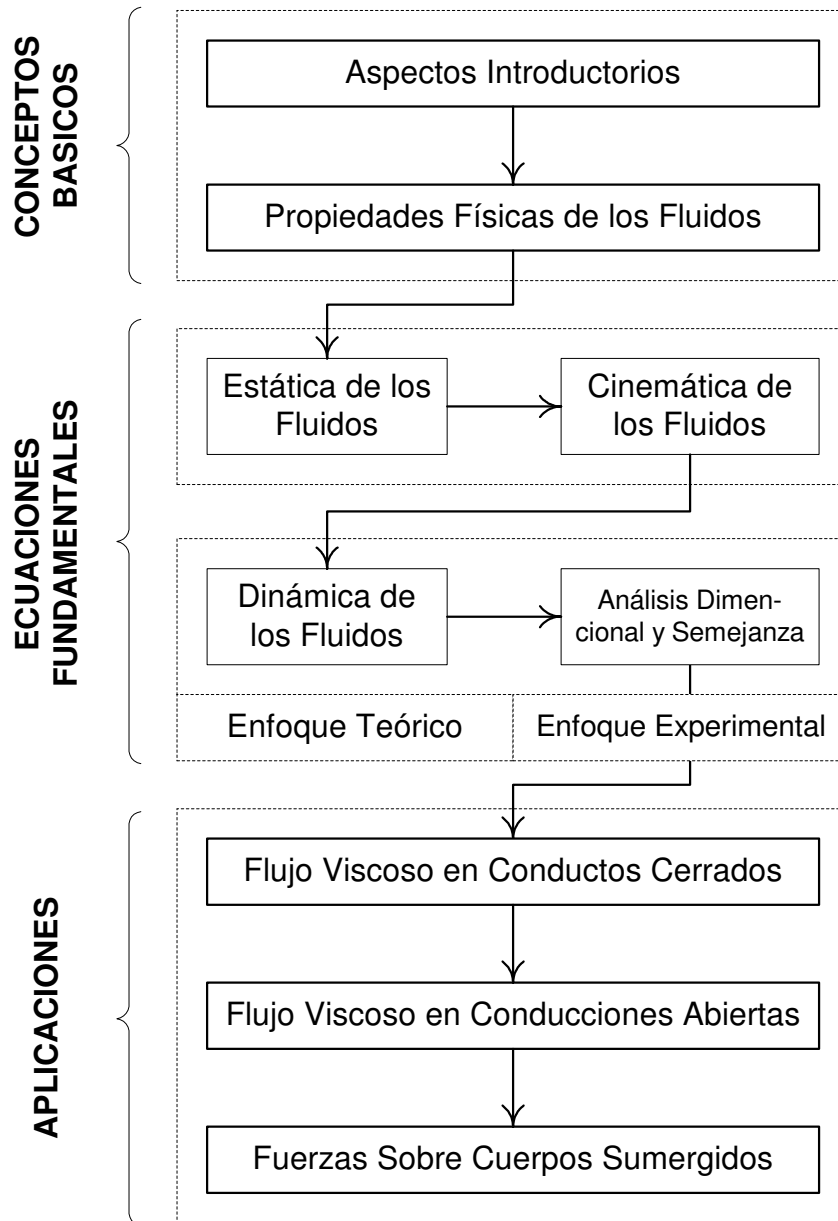 CONCEPTOS
BASICOS
Aspectos Introductorios
Propiedades Físicas de los Fluidos
ECUACIONES
FUNDAMENTALES
Estática de los
Fluidos
Cinemática de
los Fluidos
Dinámica de
los Fluidos
Análisis Dimen-
cional y Semejanza
Enfoque Teórico
Enfoque Experimental
APLICACIONES
Flujo Viscoso en Conductos Cerrados
Flujo Viscoso en Conducciones Abiertas
Fuerzas Sobre Cuerpos Sumergidos